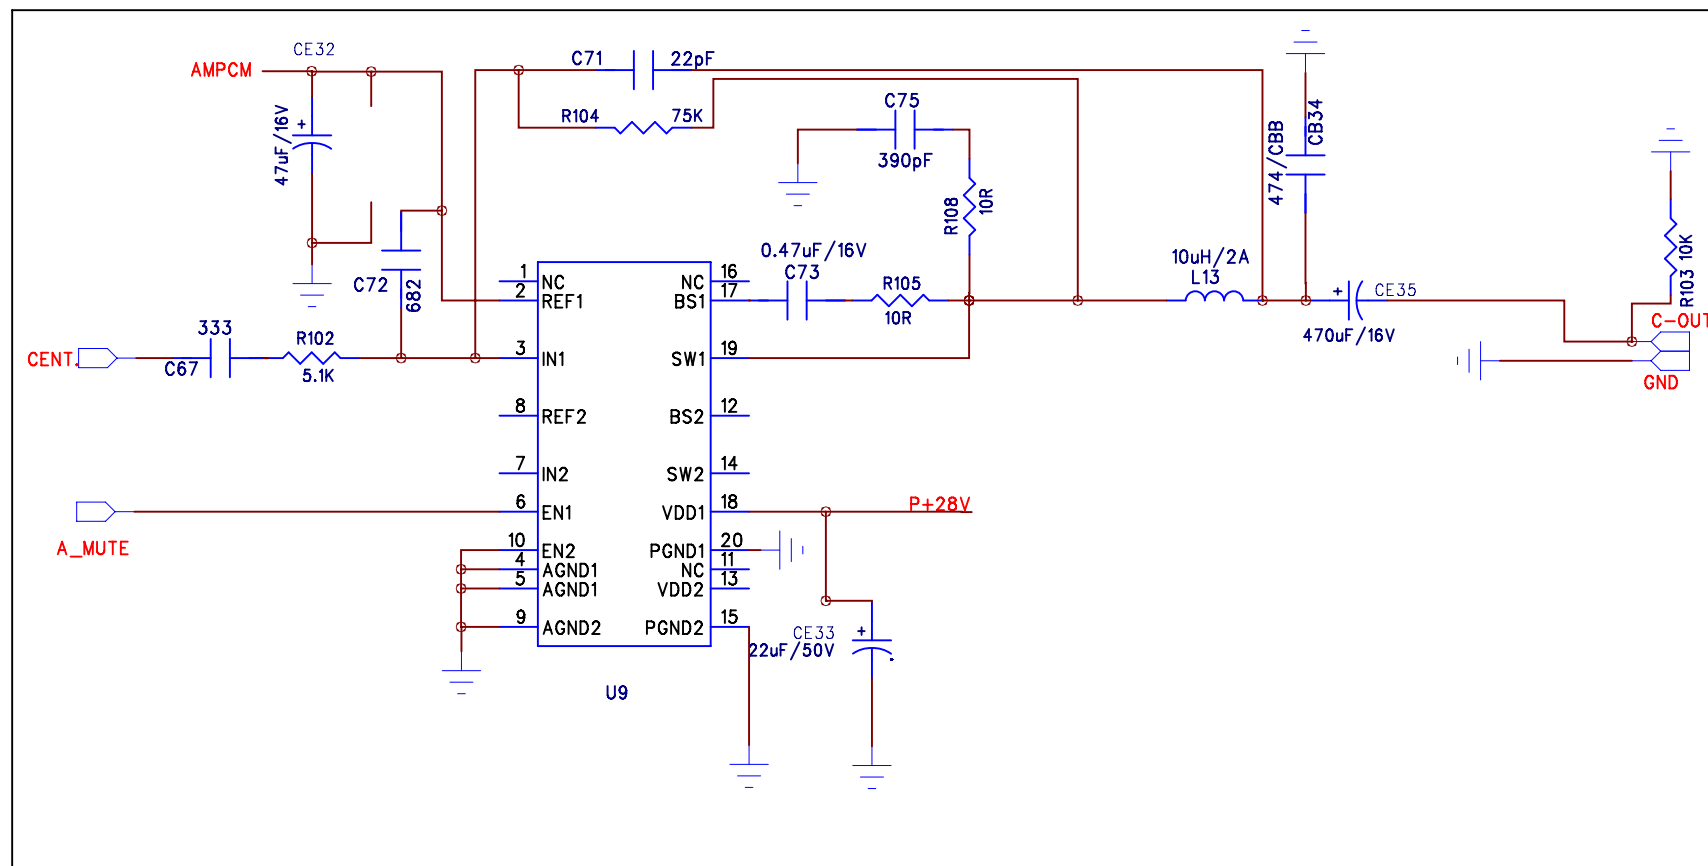 CE32
AMPCM
+
47uF/16V
C71
22pF
R104
75K
C75
390pF
R108
10R
474/CBB
CB34
R103 10K
C72
682
0.47uF/16V
C73
R105
10R
10uH/2A
L13
+
CE35
470uF/16V
C-OUT
GND
333
C67
R102
5.1K
CENT.
A_MUTE
1
NC
NC
16
2
REF1
BS1
17
3
IN1
SW1
19
8
REF2
BS2
12
7
IN2
SW2
14
6
EN1
VDD1
18
10
EN2
PGND1
20
4
AGND1
NC
11
5
AGND1
VDD2
13
9
AGND2
PGND2
15
P+28V
CE33
22uF/50V
+
U9